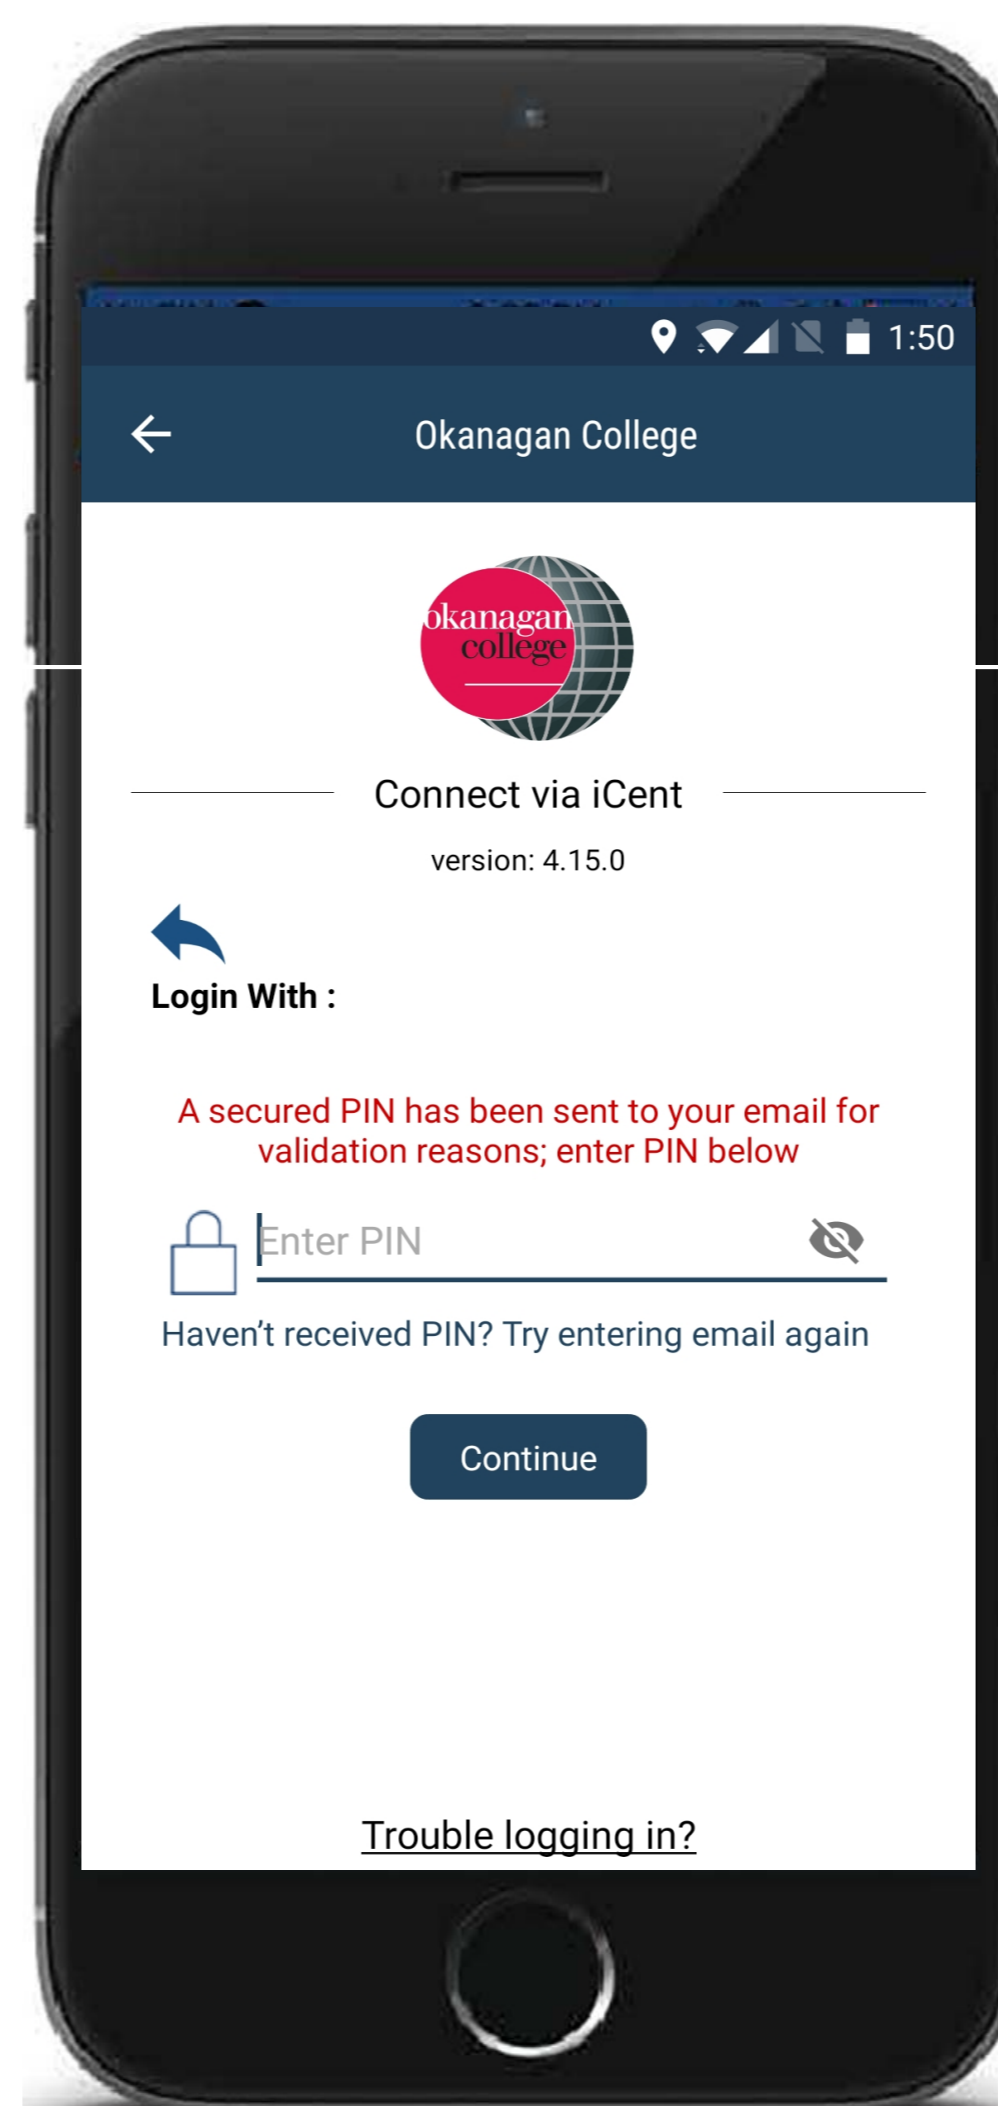 1:50
Okanagan College
okanagan
college
Connect via iCent
version: 4.15.0
Login With :
A secured PIN has been sent to your email for
validation reasons; enter PIN below
Enter PIN
Haven't received PIN? Try entering email again
Continue
Trouble logging in?